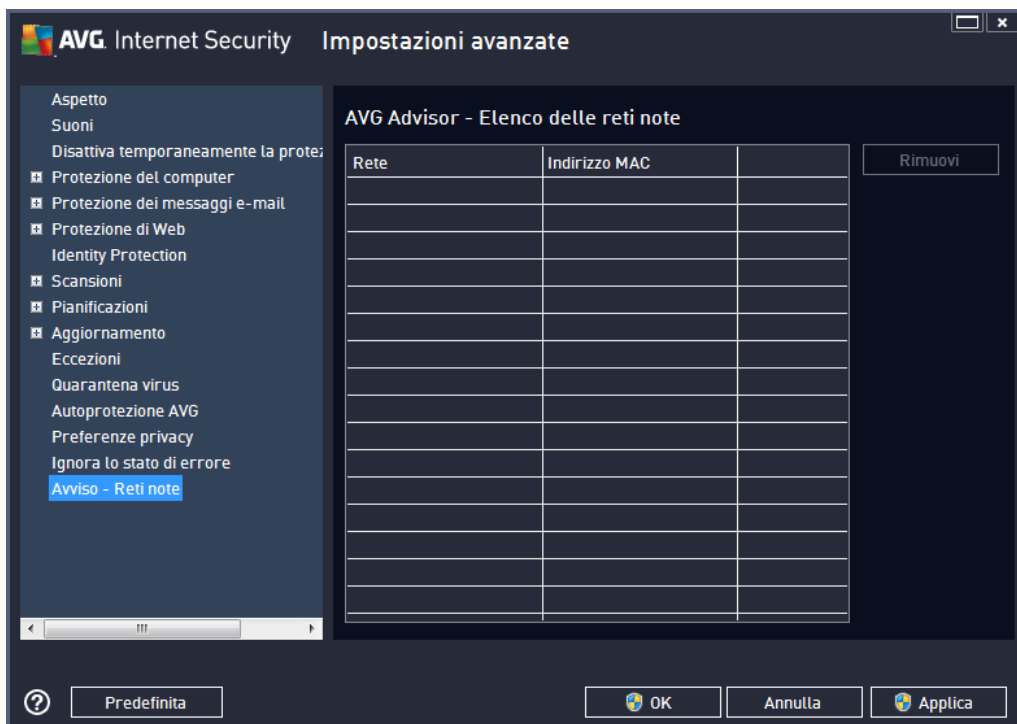 AVG. Internet Security Impostazioni avanzate
Aspetto
Suoni
Disattiva temporaneamente la protez
Protezione del computer
Protezione dei messaggi e-mail
Protezione di Web
Identity Protection
Scansioni
Pianificazioni
Aggiornamento
Eccezioni
Quarantena virus
Autoprotezione AVG
Preferenze privacy
Ignora lo stato di errore
Avviso - Reti note
AVG Advisor - Elenco delle reti note
Rete Indirizzo MAC
Rimuovi
Predefinita
OK
Annulla
Applica